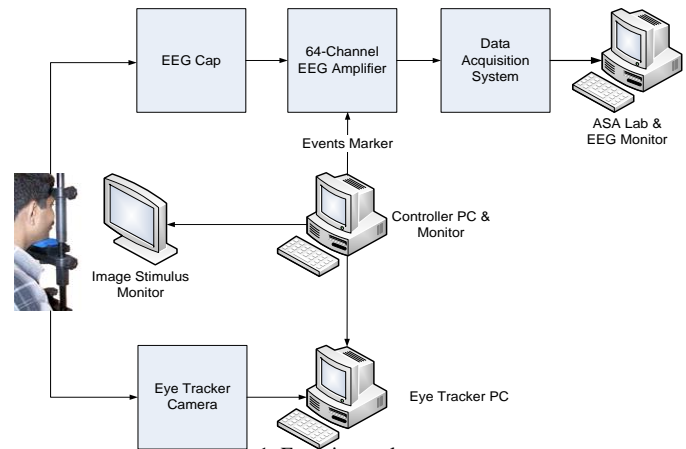 EEG Cap
64-Channel
EEG Amplifier
Data
Acquisition
System
ASA Lab &
EEG Monitor
Events Marker
Controller PC &
Monitor
Image Stimulus
Monitor
Eye Tracker
Camera
Eye Tracker PC